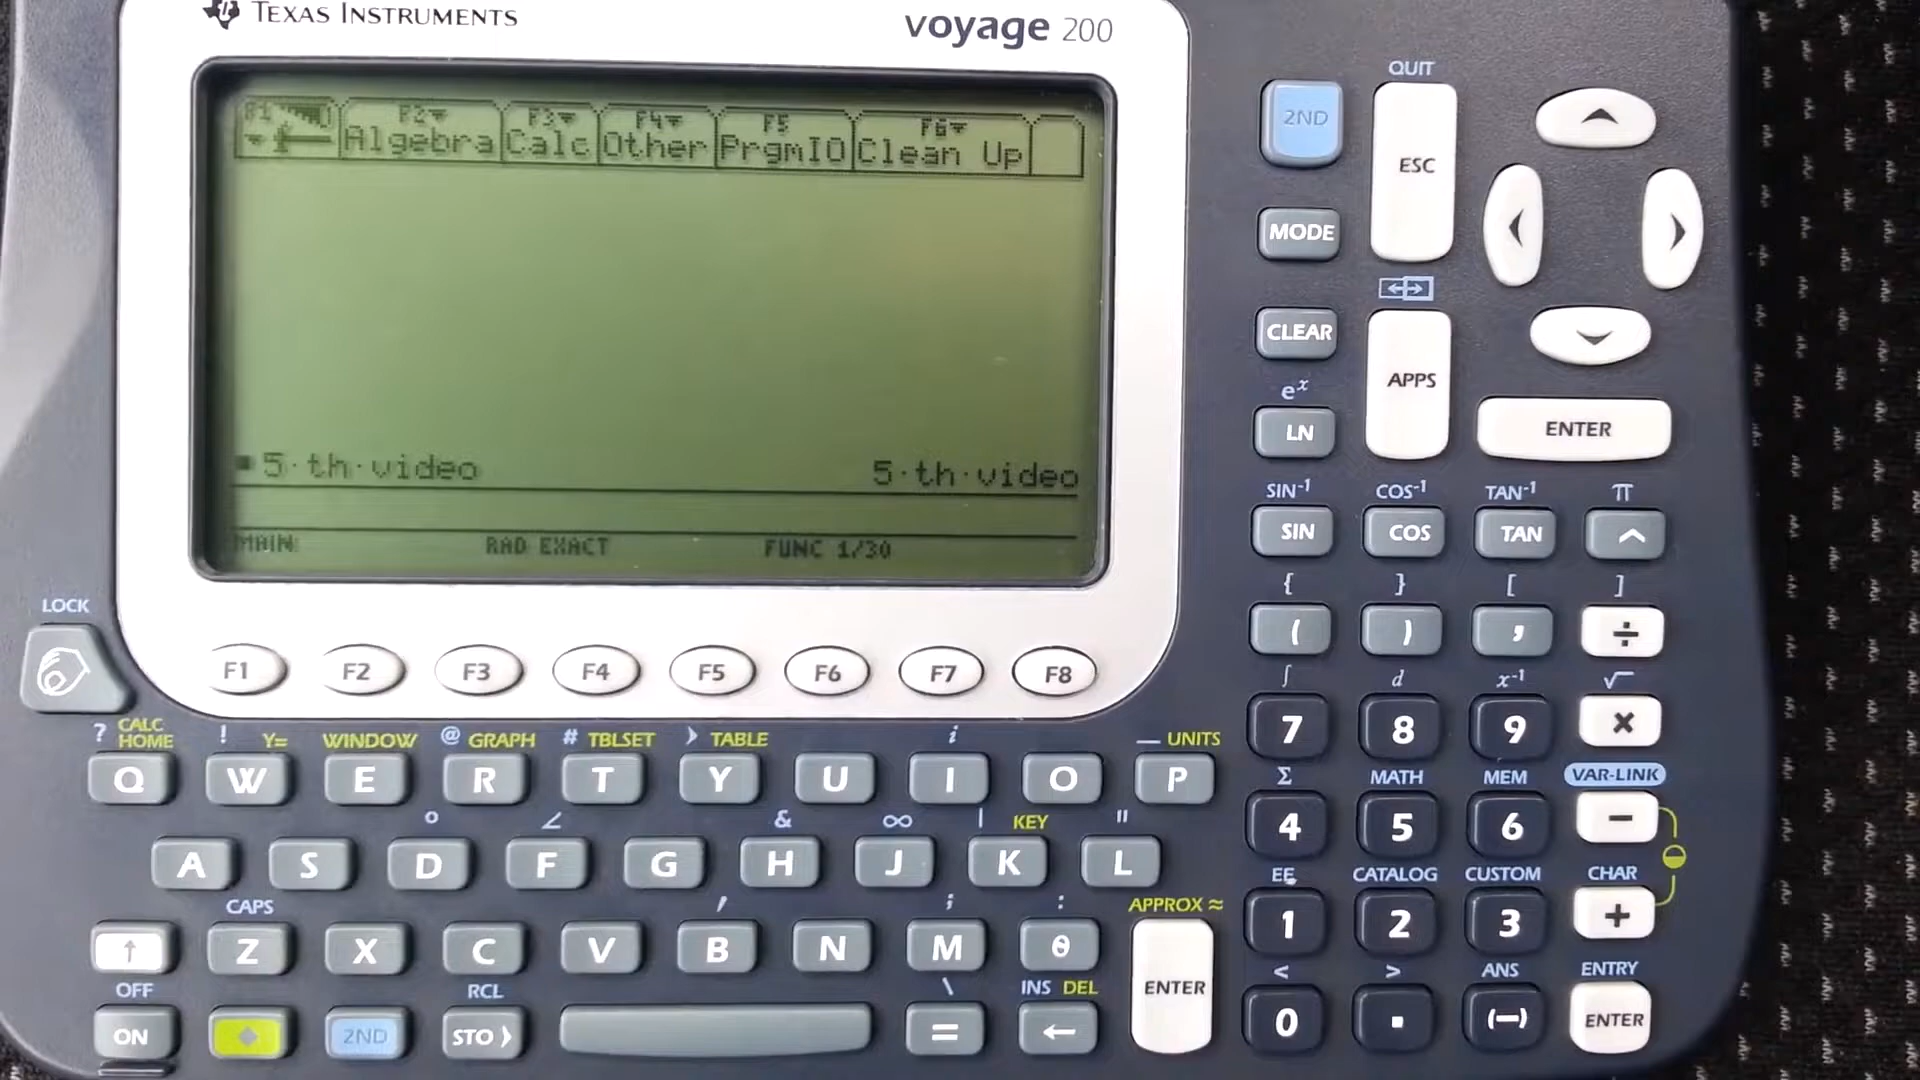 TEXAS INSTRUMENTS
voyage 200
F1 F2 F3 F4 F5 F6
Algebra Calc Other PrgmIO Clean Up
5·th·video 5·th·video
MAIN RAD EXACT FUNC 1/30
QUIT
2ND ESC
MODE
CLEAR APPS
eˣ
LN ENTER
SIN⁻¹ COS⁻¹ TAN⁻¹ π
SIN COS TAN ^
{ } [ ]
( ) , ÷
∫ d x⁻¹ √
7 8 9 ×
Σ MATH MEM VAR-LINK
4 5 6 −
EE CATALOG CUSTOM CHAR
1 2 3 +
< > ANS ENTRY
0 . (−) ENTER
LOCK
F1 F2 F3 F4 F5 F6 F7 F8
? CALC HOME ! Y= WINDOW @ GRAPH # TBLSET › TABLE i _ UNITS
Q W E R T Y U I O P
° ∠ & ∞ | KEY "
A S D F G H J K L
CAPS ' ; : APPROX ≈
↑ Z X C V B N M θ ENTER
OFF RCL \ INS DEL
ON ◆ 2ND STO› = ←